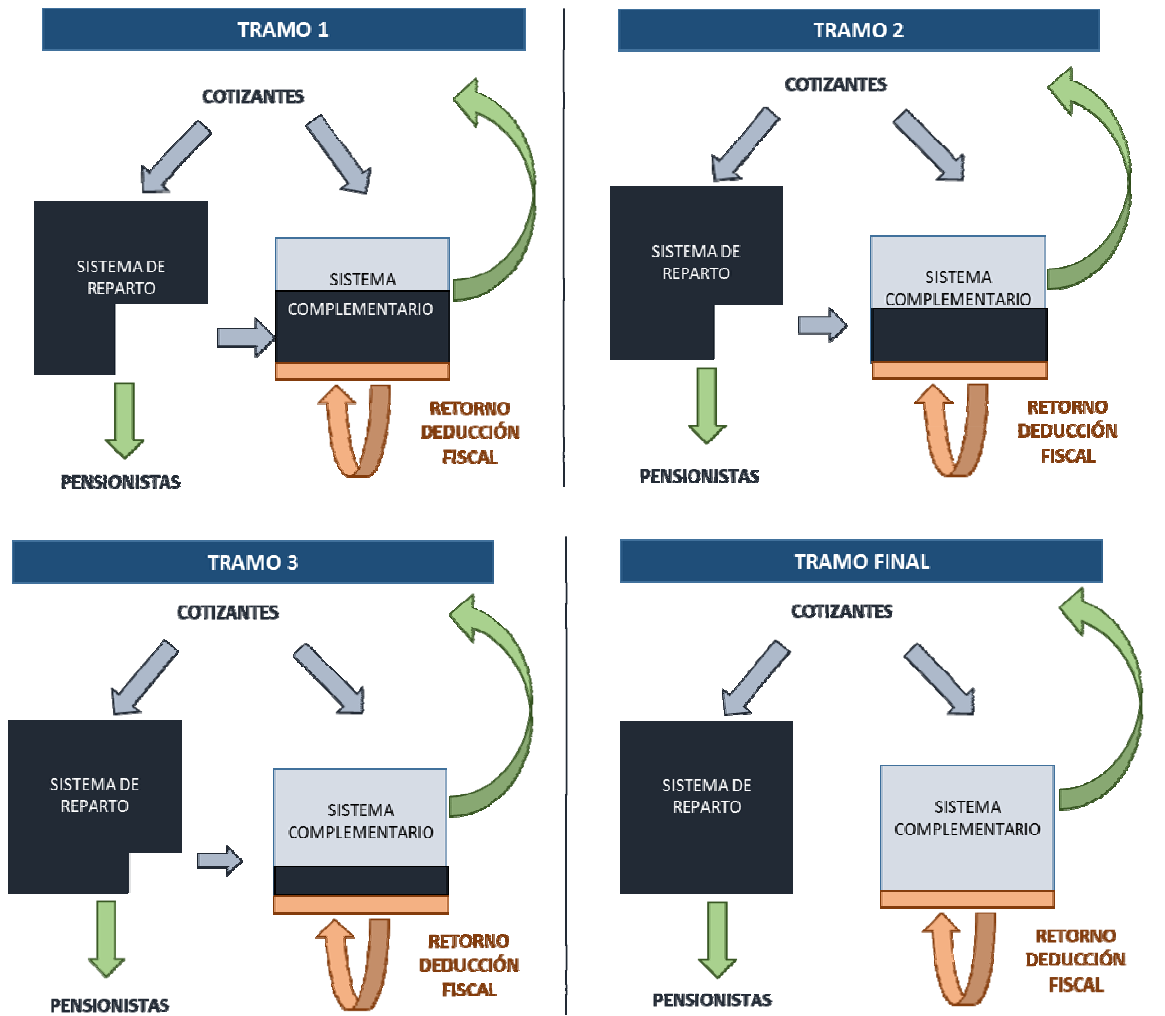 TRAMO 1
COTIZANTES
SISTEMA DE
REPARTO
SISTEMA
COMPLEMENTARIO
RETORNO
DEDUCCIÓN
FISCAL
PENSIONISTAS
TRAMO 2
COTIZANTES
SISTEMA DE
REPARTO
SISTEMA
COMPLEMENTARIO
RETORNO
DEDUCCIÓN
FISCAL
PENSIONISTAS
TRAMO 3
COTIZANTES
SISTEMA DE
REPARTO
SISTEMA
COMPLEMENTARIO
RETORNO
DEDUCCIÓN
FISCAL
PENSIONISTAS
TRAMO FINAL
COTIZANTES
SISTEMA DE
REPARTO
SISTEMA
COMPLEMENTARIO
RETORNO
DEDUCCIÓN
FISCAL
PENSIONISTAS